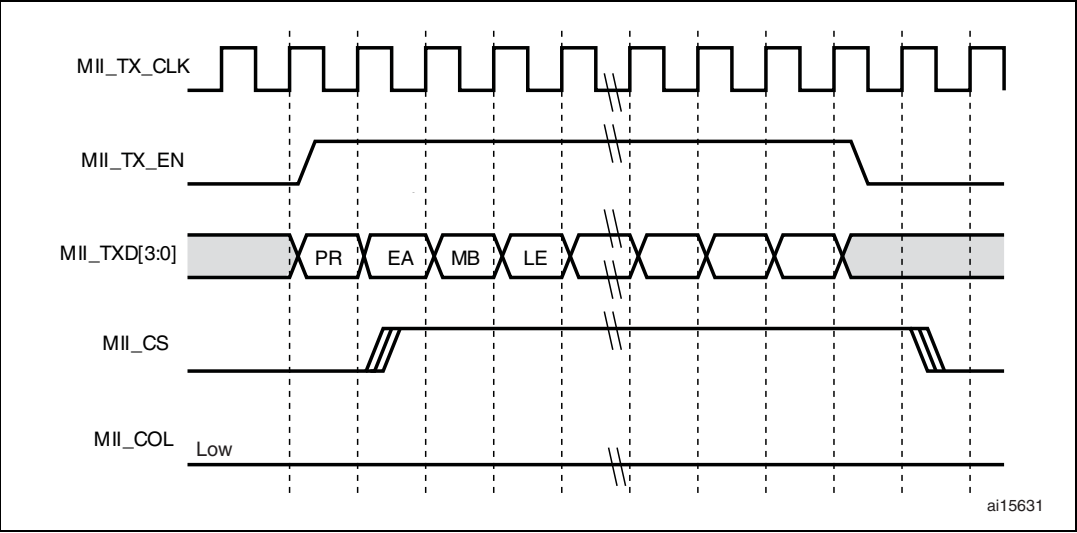 MII_TX_CLK
MII_TX_EN
MII_TXD[3:0]
PR EA MB LE
MII_CS
MII_COL
Low
ai15631